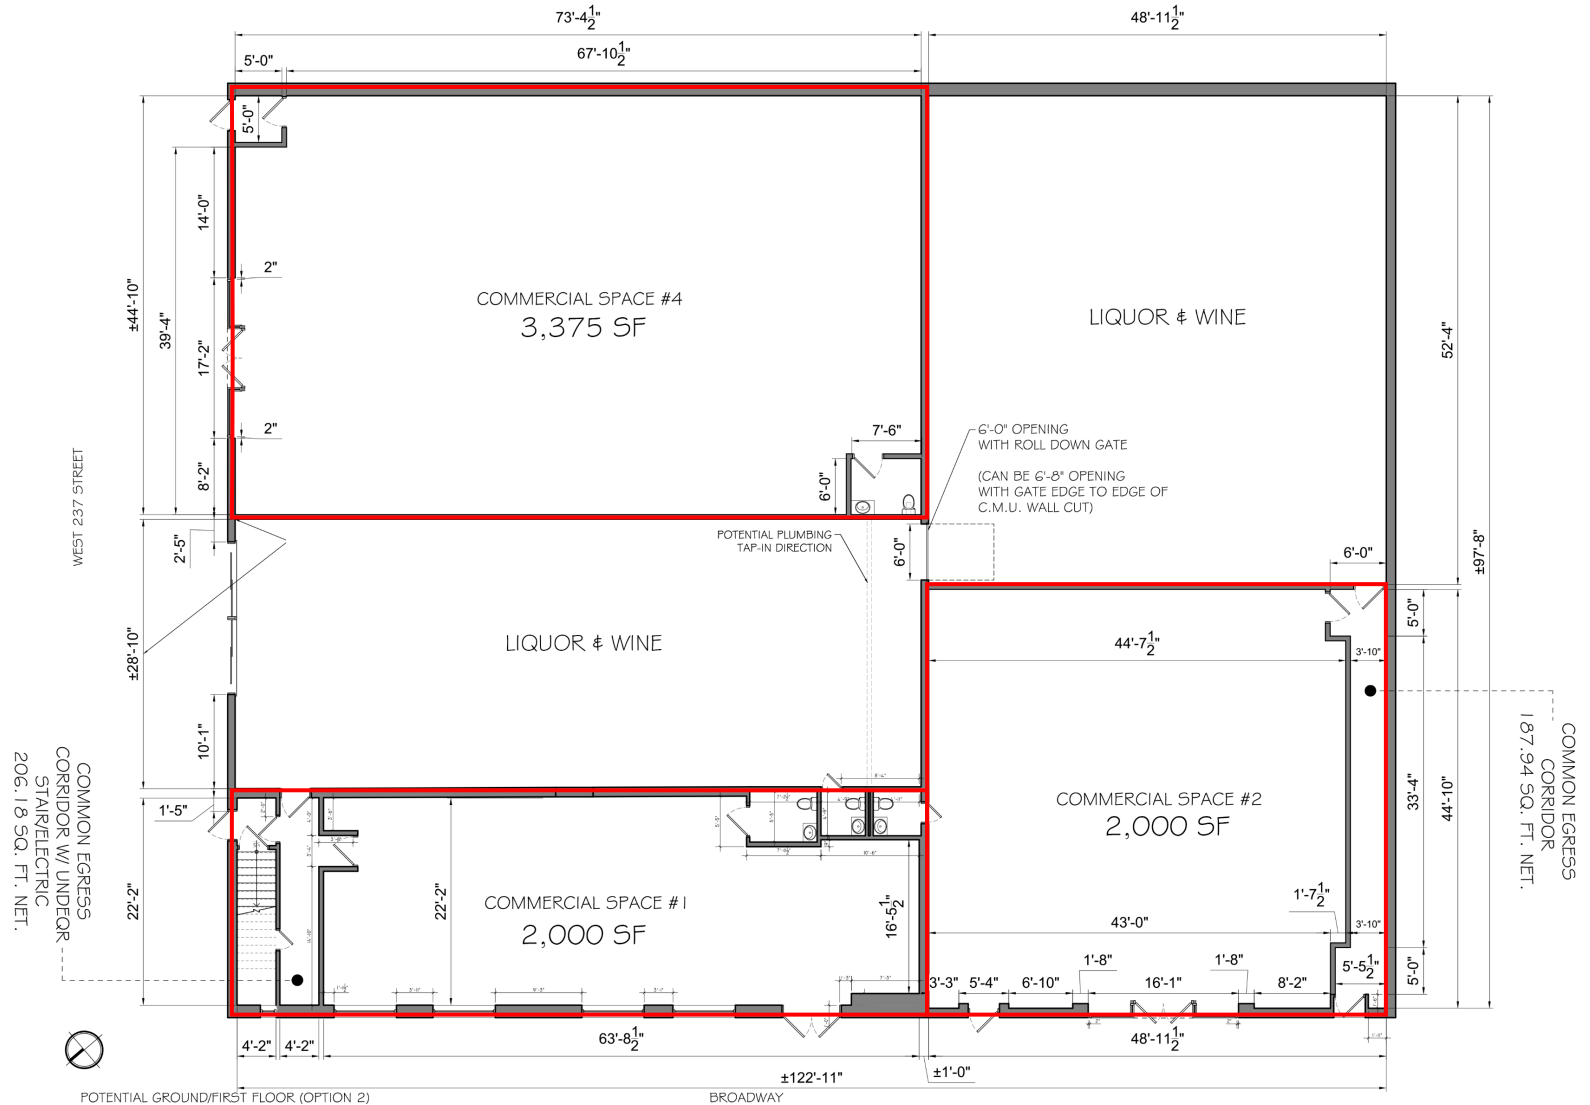 73'-4 1/2"
48'-11 1/2"
5'-0"
67'-10 1/2"
5'-0"
14'-0"
2"
±44'-10"
39'-4"
17'-2"
2"
8'-2"
COMMERCIAL SPACE #4
3,375 SF
LIQUOR & WINE
52'-4"
±97'-8"
7'-6"
6'-0"
6'-0" OPENING
WITH ROLL DOWN GATE
(CAN BE 6'-8" OPENING
WITH GATE EDGE TO EDGE OF
C.M.U. WALL CUT)
WEST 237 STREET
2'-5"
POTENTIAL PLUMBING
TAP-IN DIRECTION
6'-0"
6'-0"
±28'-10"
LIQUOR & WINE
10'-1"
5'-0"
44'-7 1/2"
3'-10"
COMMON EGRESS
CORRIDOR
187.94 SQ. FT. NET.
COMMON EGRESS
CORRIDOR W/ UNDEQR
STAIR/ELECTRIC
206.18 SQ. FT. NET.
1'-5"
22'-2"
22'-2"
COMMERCIAL SPACE #1
2,000 SF
16'-5 1/2"
COMMERCIAL SPACE #2
2,000 SF
33'-4"
44'-10"
1'-7 1/2"
43'-0"
3'-10"
3'-3"
5'-4"
6'-10"
1'-8"
16'-1"
1'-8"
8'-2"
5'-5 1/2"
5'-0"
4'-2"
4'-2"
63'-8 1/2"
48'-11 1/2"
±1'-0"
±122'-11"
POTENTIAL GROUND/FIRST FLOOR (OPTION 2)
BROADWAY